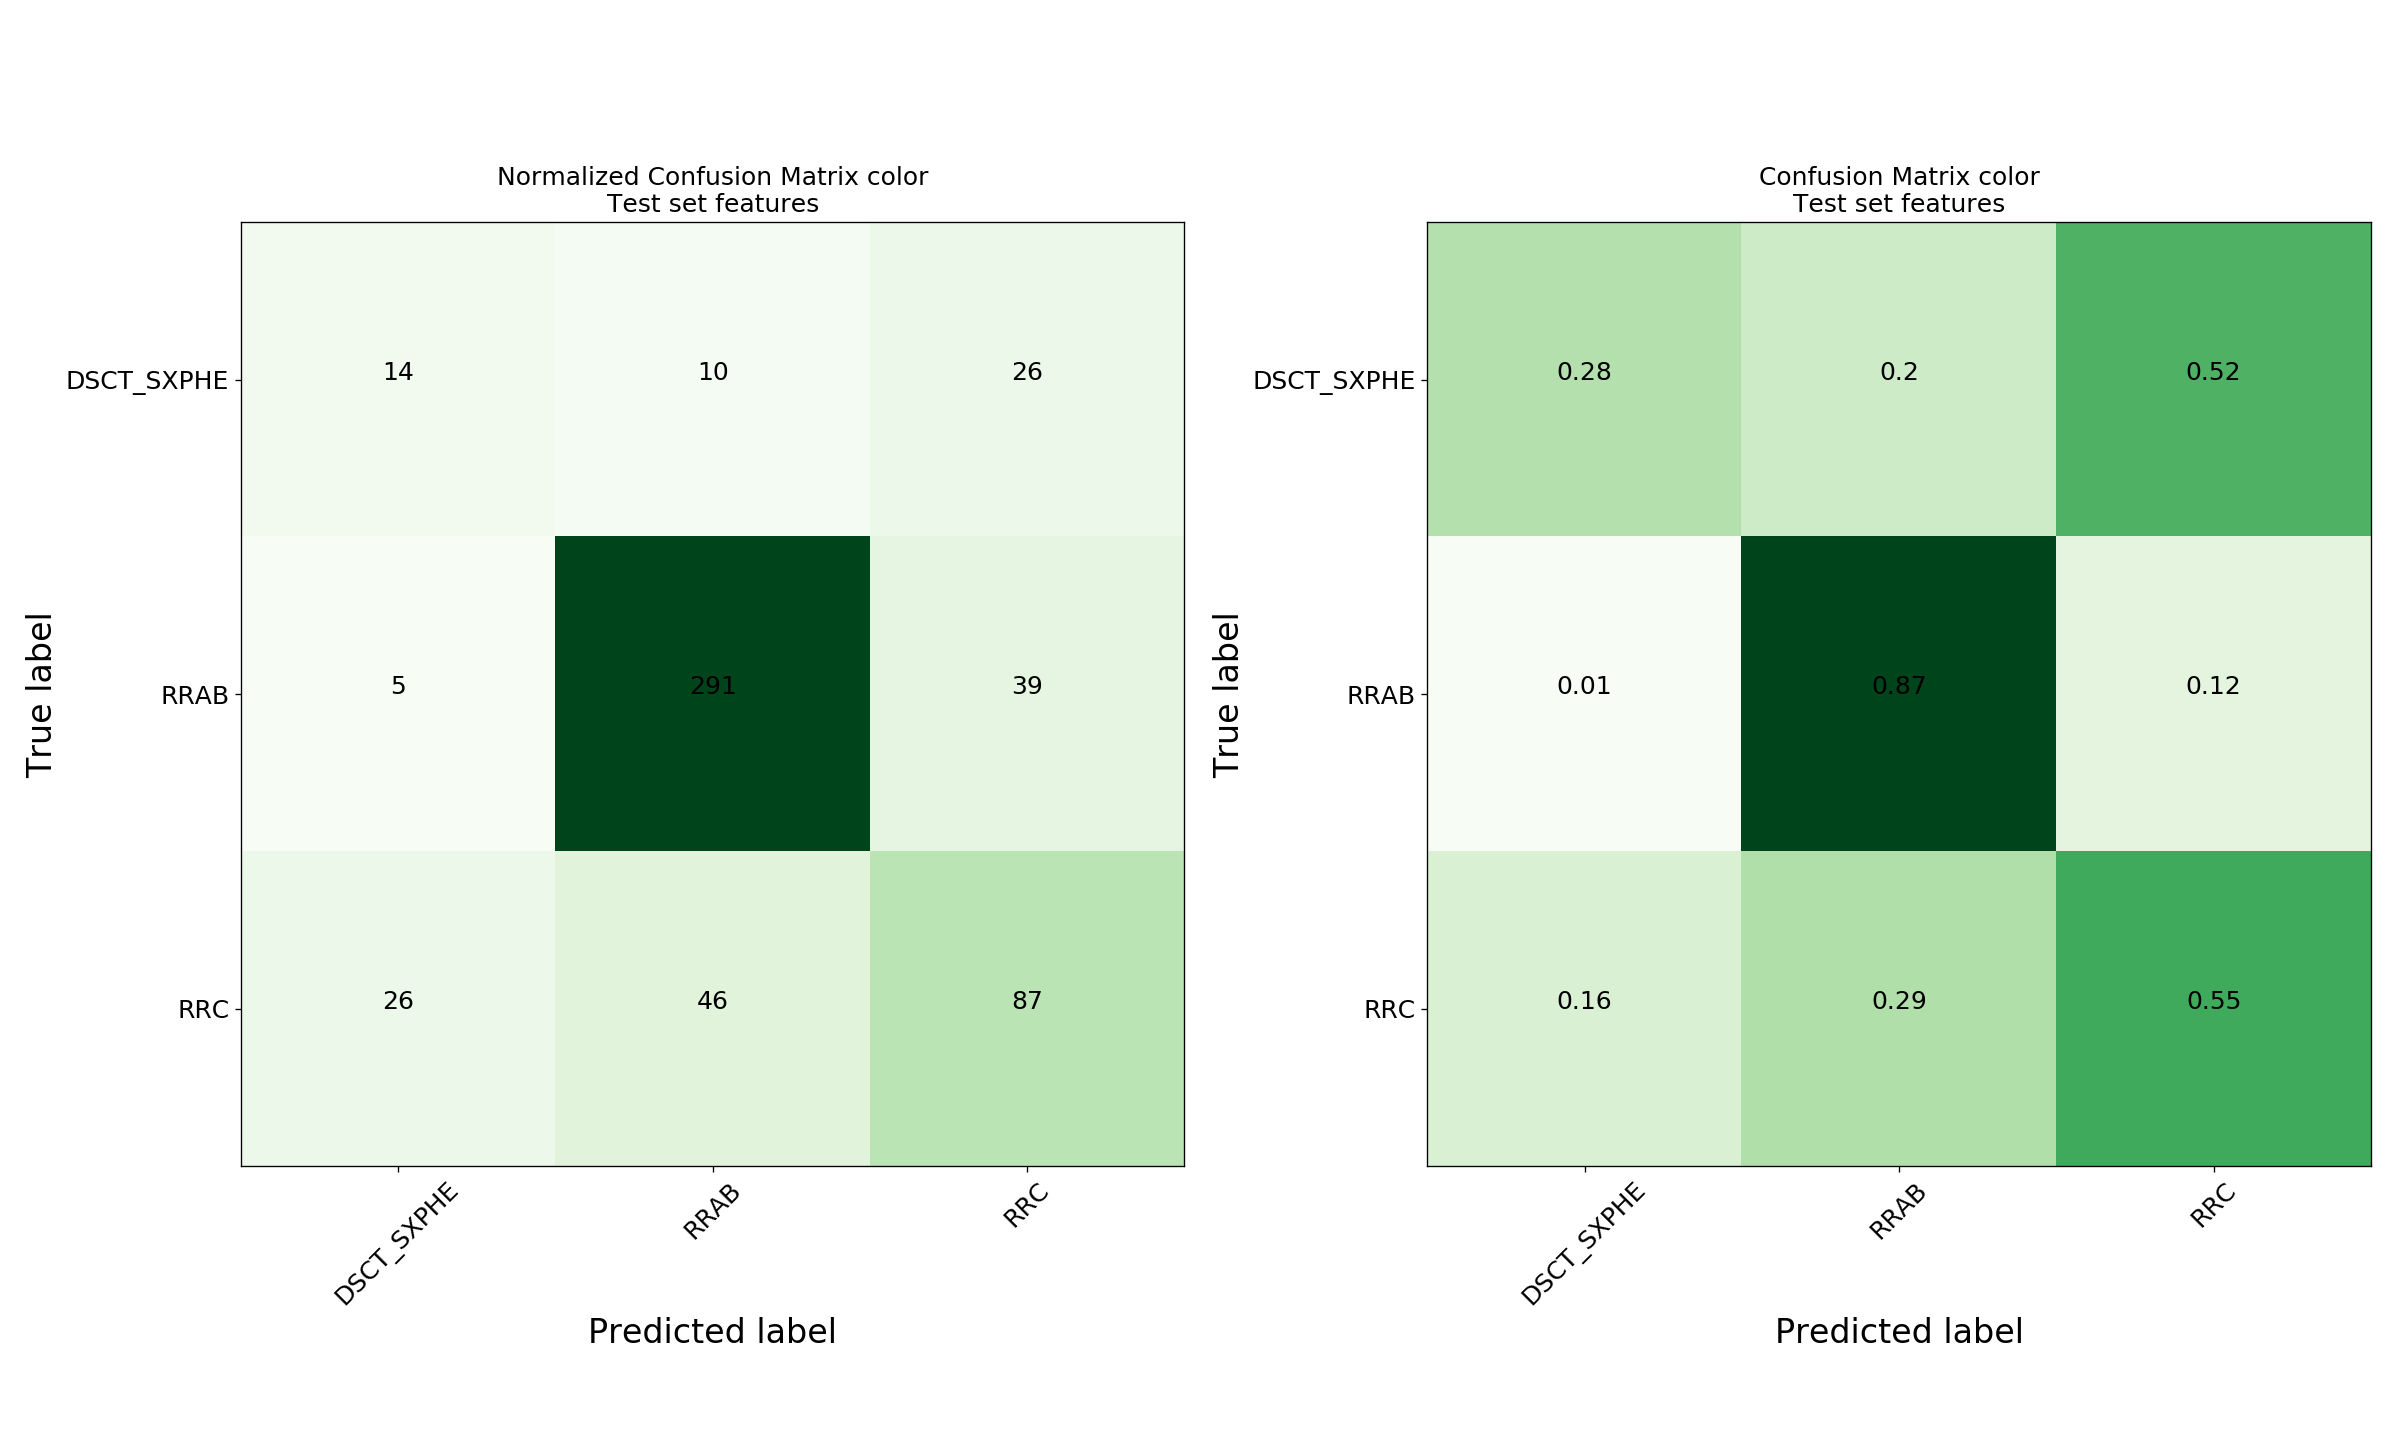 Normalized Confusion Matrix color
Test set features
True label
DSCT_SXPHE
14 10 26
RRAB
5 291 39
RRC
26 46 87
DSCT_SXPHE
RRAB
RRC
Predicted label
Confusion Matrix color
Test set features
True label
DSCT_SXPHE
0.28 0.2 0.52
RRAB
0.01 0.87 0.12
RRC
0.16 0.29 0.55
DSCT_SXPHE
RRAB
RRC
Predicted label